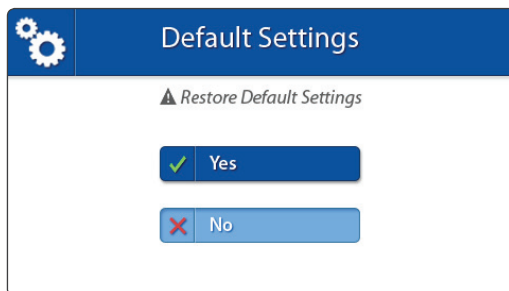 Default Settings
Restore Default Settings
Yes
No